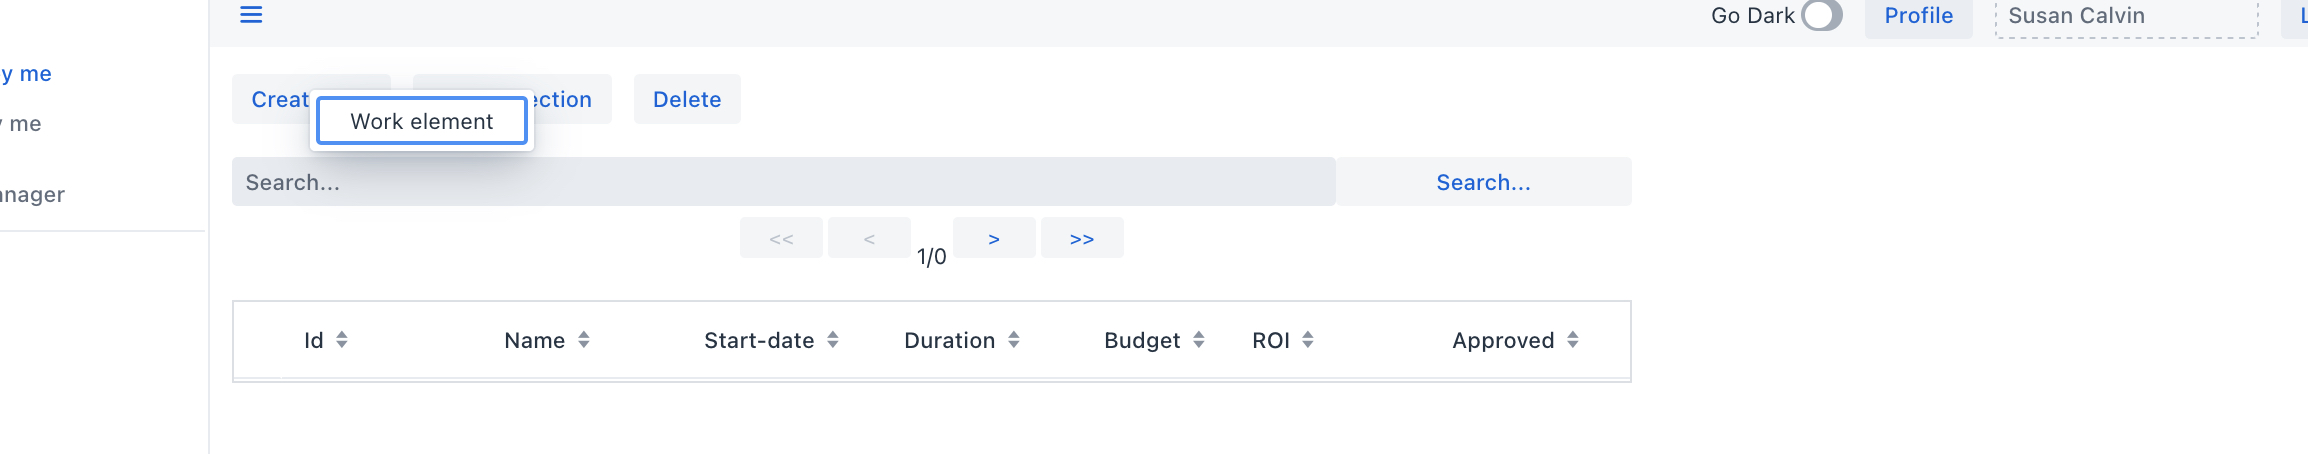 Go Dark Profile Susan Calvin
y me
me
Creat ection Delete
Work element
Search...
Search...
nager
<< < 1/0 > >>
Id Name Start-date Duration Budget ROI Approved